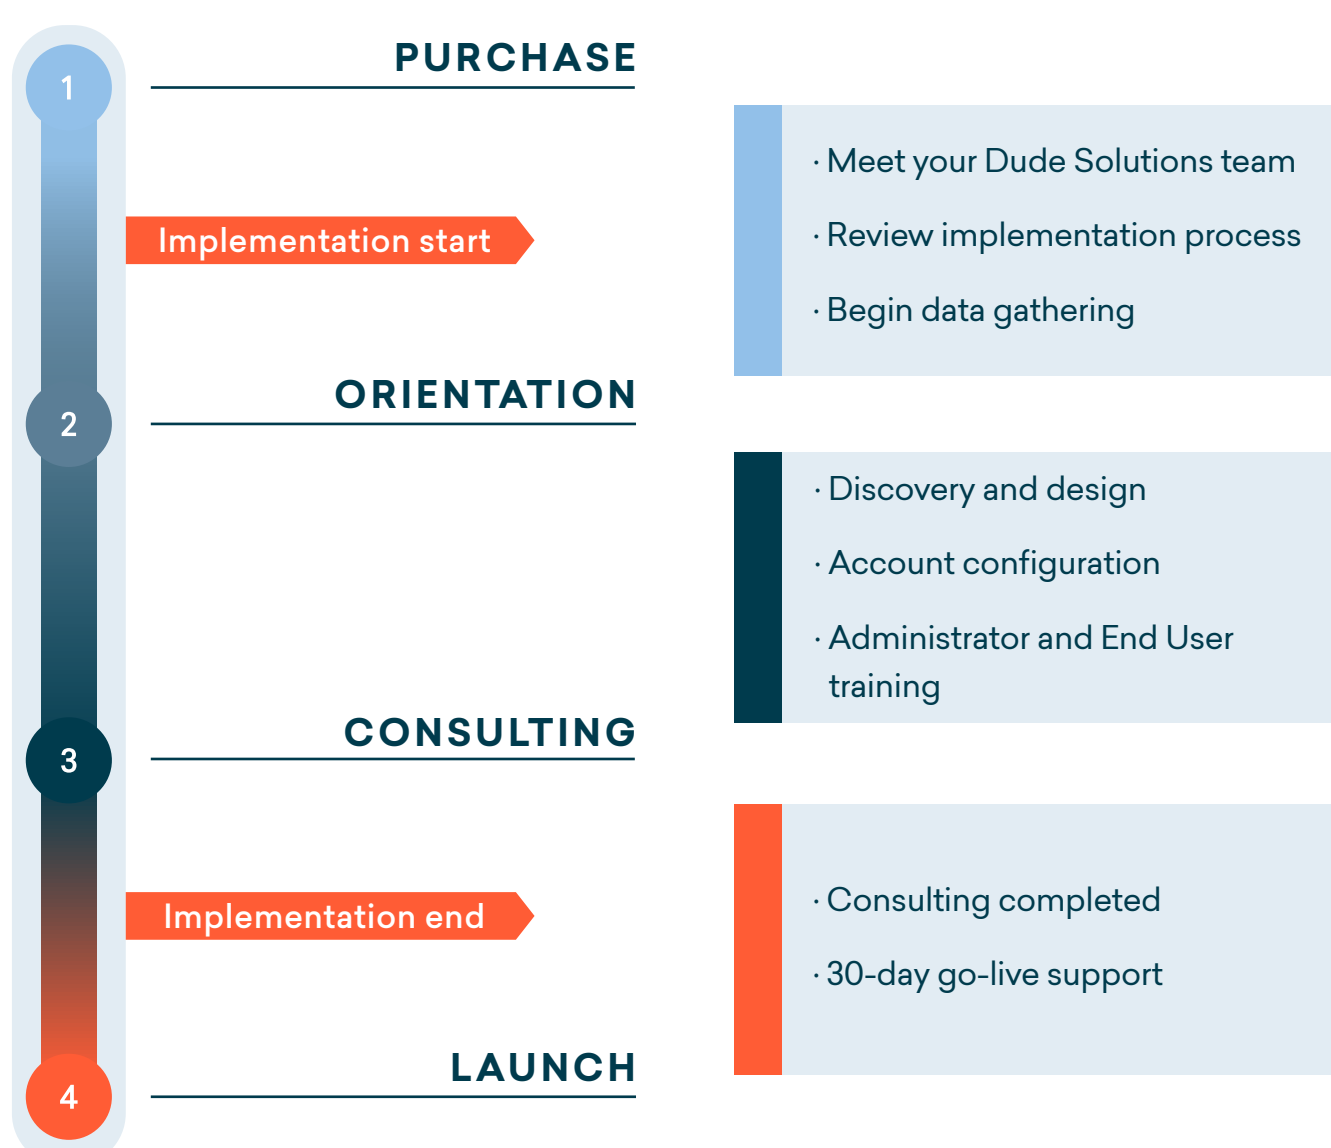 1
PURCHASE
Implementation start
· Meet your Dude Solutions team
· Review implementation process
· Begin data gathering
2
ORIENTATION
· Discovery and design
· Account configuration
· Administrator and End User
training
3
CONSULTING
Implementation end
· Consulting completed
· 30-day go-live support
4
LAUNCH